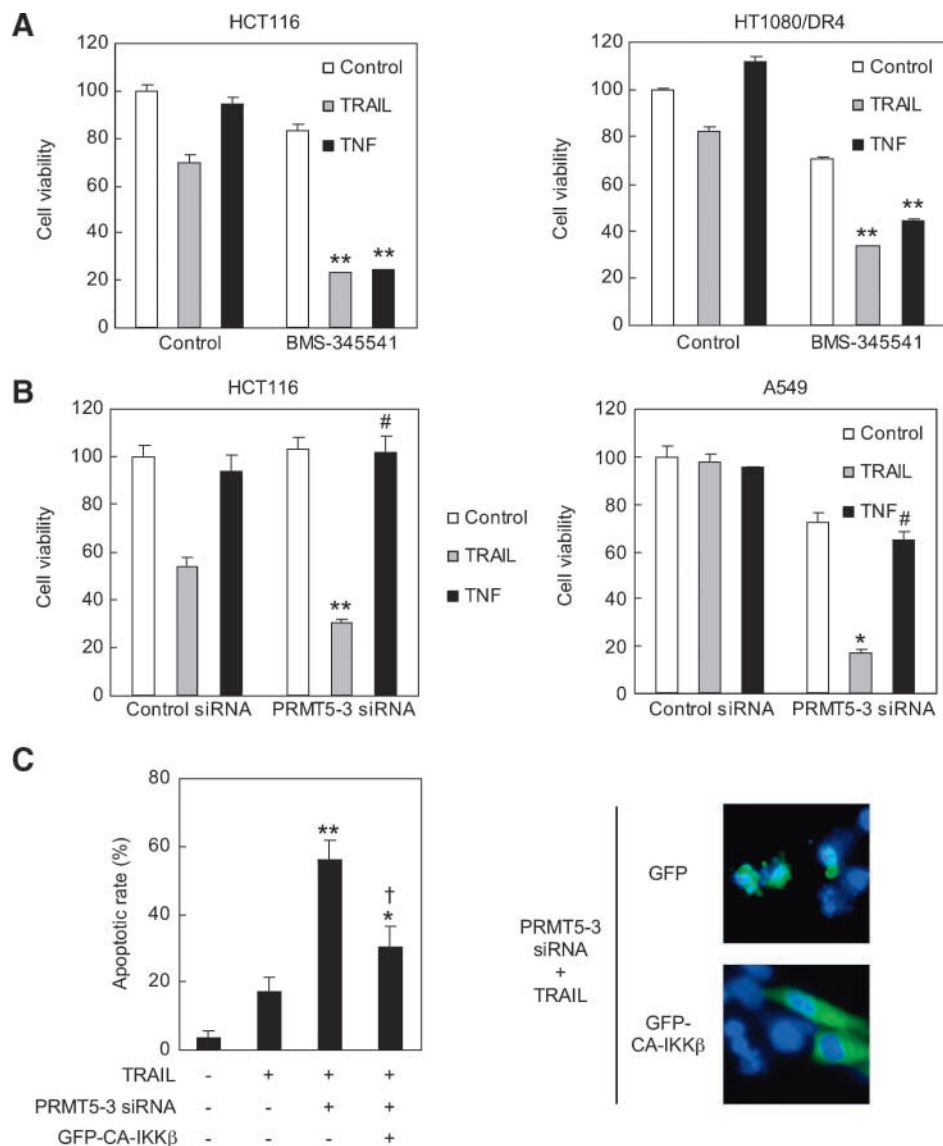 A
HCT116
120
100
80
60
40
20
0
Cell viability
Control
TRAIL
TNF
**
**
Control
BMS-345541
HT1080/DR4
120
100
80
60
40
20
0
Cell viability
Control
TRAIL
TNF
**
**
Control
BMS-345541
B
HCT116
120
100
80
60
40
20
0
Cell viability
#
**
Control siRNA
PRMT5-3 siRNA
Control
TRAIL
TNF
A549
120
100
80
60
40
20
0
Cell viability
Control
TRAIL
TNF
#
*
Control siRNA
PRMT5-3 siRNA
C
80
60
40
20
0
Apoptotic rate (%)
**
†
*
TRAIL - + + +
PRMT5-3 siRNA - - + +
GFP-CA-IKKβ - - - +
PRMT5-3
siRNA
+
TRAIL
GFP
GFP-
CA-IKKβ